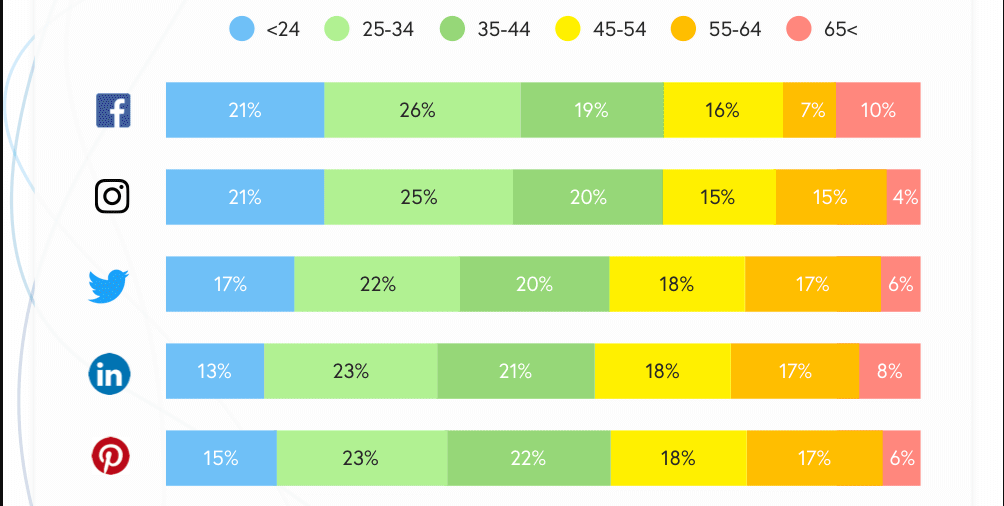 <24 25-34 35-44 45-54 55-64 65<
21% 26% 19% 16% 7% 10%
21% 25% 20% 15% 15% 4%
17% 22% 20% 18% 17% 6%
in 13% 23% 21% 18% 17% 8%
15% 23% 22% 18% 17% 6%